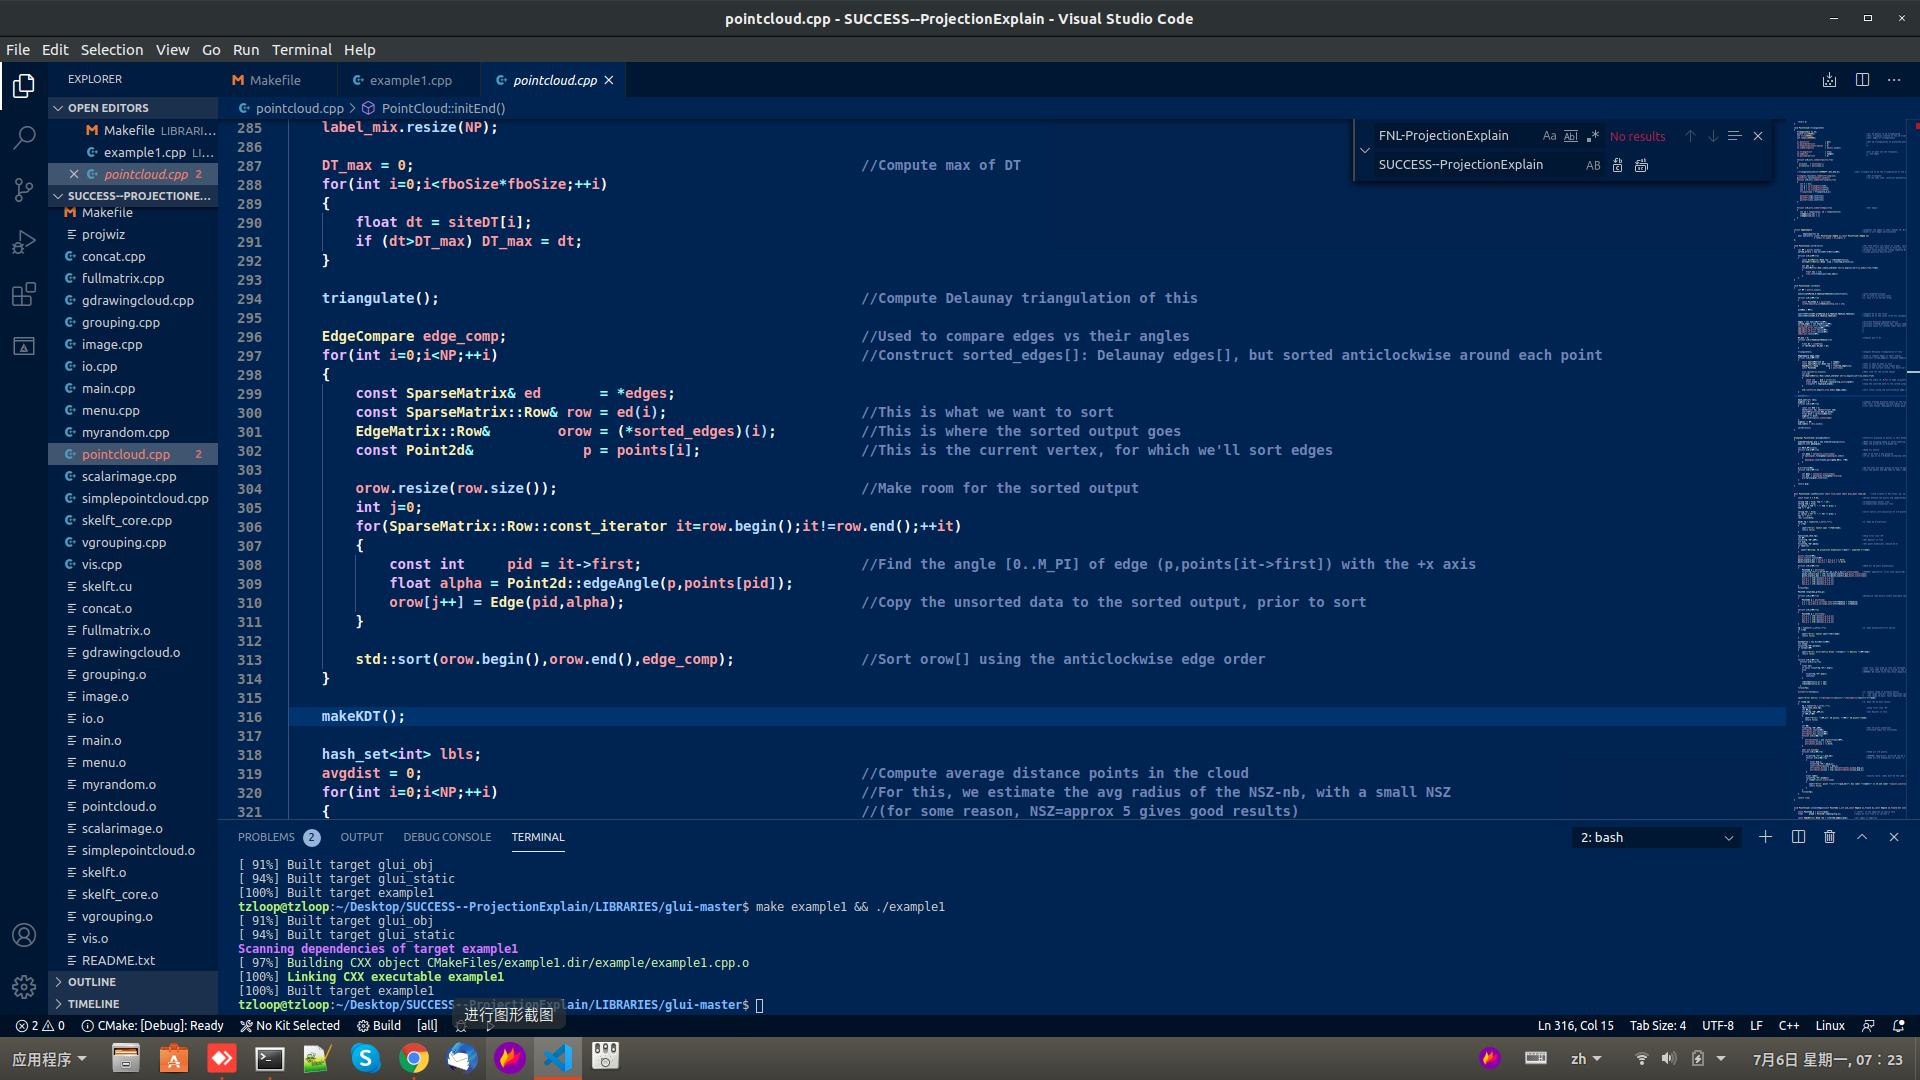 pointcloud.cpp - SUCCESS--ProjectionExplain - Visual Studio Code
File Edit Selection View Go Run Terminal Help
EXPLORER
OPEN EDITORS
Makefile LIBRARI...
example1.cpp LI...
pointcloud.cpp 2
SUCCESS--PROJECTIONE...
Makefile
projwiz
concat.cpp
fullmatrix.cpp
gdrawingcloud.cpp
grouping.cpp
image.cpp
io.cpp
main.cpp
menu.cpp
myrandom.cpp
pointcloud.cpp 2
scalarimage.cpp
simplepointcloud.cpp
skelft_core.cpp
vgrouping.cpp
vis.cpp
skelft.cu
concat.o
fullmatrix.o
gdrawingcloud.o
grouping.o
image.o
io.o
main.o
menu.o
myrandom.o
pointcloud.o
scalarimage.o
simplepointcloud.o
skelft.o
skelft_core.o
vgrouping.o
vis.o
README.txt
OUTLINE
TIMELINE
Makefile example1.cpp pointcloud.cpp
pointcloud.cpp > PointCloud::initEnd()
FNL-ProjectionExplain Aa Ab| .* No results
SUCCESS--ProjectionExplain AB
285 label_mix.resize(NP);
286
287 DT_max = 0; //Compute max of DT
288 for(int i=0;i<fboSize*fboSize;++i)
289 {
290 float dt = siteDT[i];
291 if (dt>DT_max) DT_max = dt;
292 }
293
294 triangulate(); //Compute Delaunay triangulation of this
295
296 EdgeCompare edge_comp; //Used to compare edges vs their angles
297 for(int i=0;i<NP;++i) //Construct sorted_edges[]: Delaunay edges[], but sorted anticlockwise around each point
298 {
299 const SparseMatrix& ed = *edges;
300 const SparseMatrix::Row& row = ed(i); //This is what we want to sort
301 EdgeMatrix::Row& orow = (*sorted_edges)(i); //This is where the sorted output goes
302 const Point2d& p = points[i]; //This is the current vertex, for which we'll sort edges
303
304 orow.resize(row.size()); //Make room for the sorted output
305 int j=0;
306 for(SparseMatrix::Row::const_iterator it=row.begin();it!=row.end();++it)
307 {
308 const int pid = it->first; //Find the angle [0..M_PI] of edge (p,points[it->first]) with the +x axis
309 float alpha = Point2d::edgeAngle(p,points[pid]);
310 orow[j++] = Edge(pid,alpha); //Copy the unsorted data to the sorted output, prior to sort
311 }
312
313 std::sort(orow.begin(),orow.end(),edge_comp); //Sort orow[] using the anticlockwise edge order
314 }
315
316 makeKDT();
317
318 hash_set<int> lbls;
319 avgdist = 0; //Compute average distance points in the cloud
320 for(int i=0;i<NP;++i) //For this, we estimate the avg radius of the NSZ-nb, with a small NSZ
321 { //(for some reason, NSZ=approx 5 gives good results)
PROBLEMS 2 OUTPUT DEBUG CONSOLE TERMINAL 2: bash
[ 91%] Built target glui_obj
[ 94%] Built target glui_static
[100%] Built target example1
tzloop@tzloop:~/Desktop/SUCCESS--ProjectionExplain/LIBRARIES/glui-master$ make example1 && ./example1
[ 91%] Built target glui_obj
[ 94%] Built target glui_static
Scanning dependencies of target example1
[ 97%] Building CXX object CMakeFiles/example1.dir/example/example1.cpp.o
[100%] Linking CXX executable example1
[100%] Built target example1
tzloop@tzloop:~/Desktop/SUCCESS--ProjectionExplain/LIBRARIES/glui-master$
进行图形截图
2 0 CMake: [Debug]: Ready No Kit Selected Build [all] Ln 316, Col 15 Tab Size: 4 UTF-8 LF C++ Linux
应用程序 zh 7月6日 星期一, 07 : 23